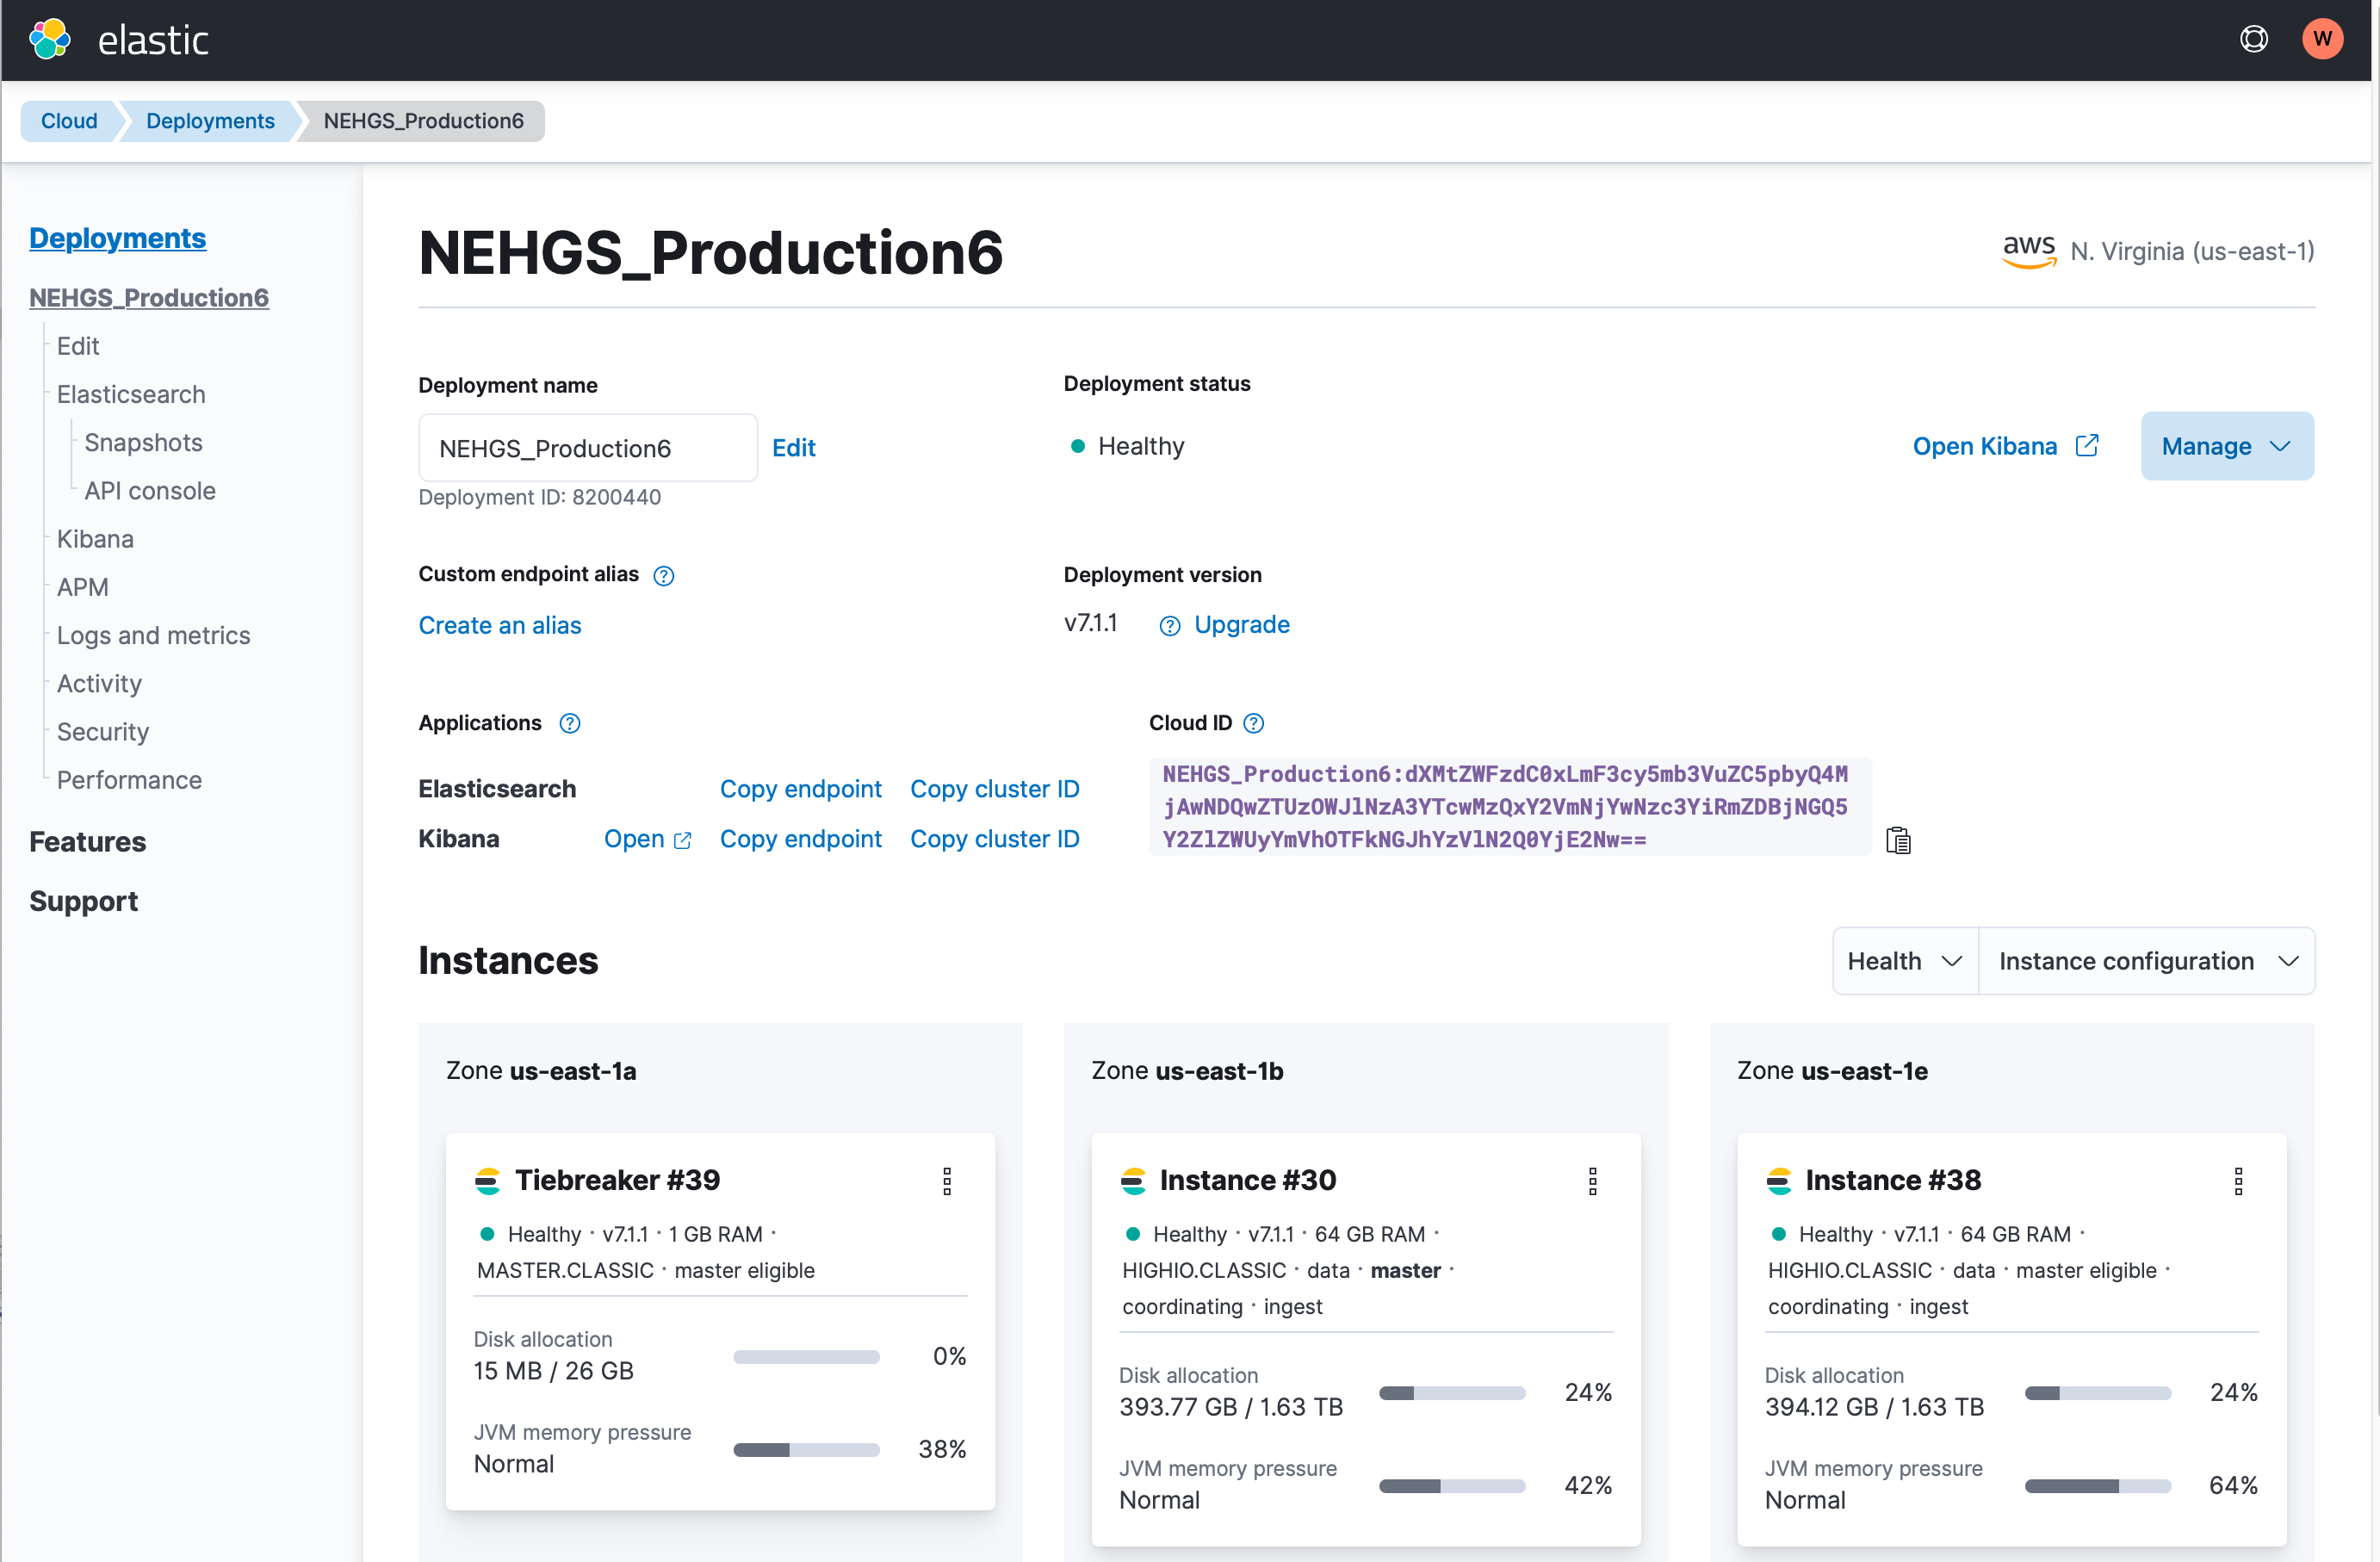 elastic
W
Cloud
Deployments
NEHGS_Production6
Deployments
NEHGS_Production6
Edit
Elasticsearch
Snapshots
API console
Kibana
APM
Logs and metrics
Activity
Security
Performance
Features
Support
NEHGS_Production6
aws N. Virginia (us-east-1)
Deployment name
NEHGS_Production6 Edit
Deployment ID: 8200440
Deployment status
Healthy
Open Kibana
Manage
Custom endpoint alias ?
Create an alias
Deployment version
v7.1.1 ? Upgrade
Applications ?
Elasticsearch Copy endpoint Copy cluster ID
Kibana Open Copy endpoint Copy cluster ID
Cloud ID ?
NEHGS_Production6:dXMtZWFzdC0xLmF3cy5mb3VuZC5pbyQ4M
jAwNDQwZTUzOWJlNzA3YTcwMzQxY2VmNjYwNzc3YiRmZDBjNGQ5
Y2ZlZWUyYmVhOTFkNGJhYzVlN2Q0YjE2Nw==
Instances
Health
Instance configuration
Zone us-east-1a
Tiebreaker #39
Healthy · v7.1.1 · 1 GB RAM ·
MASTER.CLASSIC · master eligible
Disk allocation
15 MB / 26 GB 0%
JVM memory pressure
Normal 38%
Zone us-east-1b
Instance #30
Healthy · v7.1.1 · 64 GB RAM ·
HIGHIO.CLASSIC · data · master ·
coordinating · ingest
Disk allocation
393.77 GB / 1.63 TB 24%
JVM memory pressure
Normal 42%
Zone us-east-1e
Instance #38
Healthy · v7.1.1 · 64 GB RAM ·
HIGHIO.CLASSIC · data · master eligible ·
coordinating · ingest
Disk allocation
394.12 GB / 1.63 TB 24%
JVM memory pressure
Normal 64%